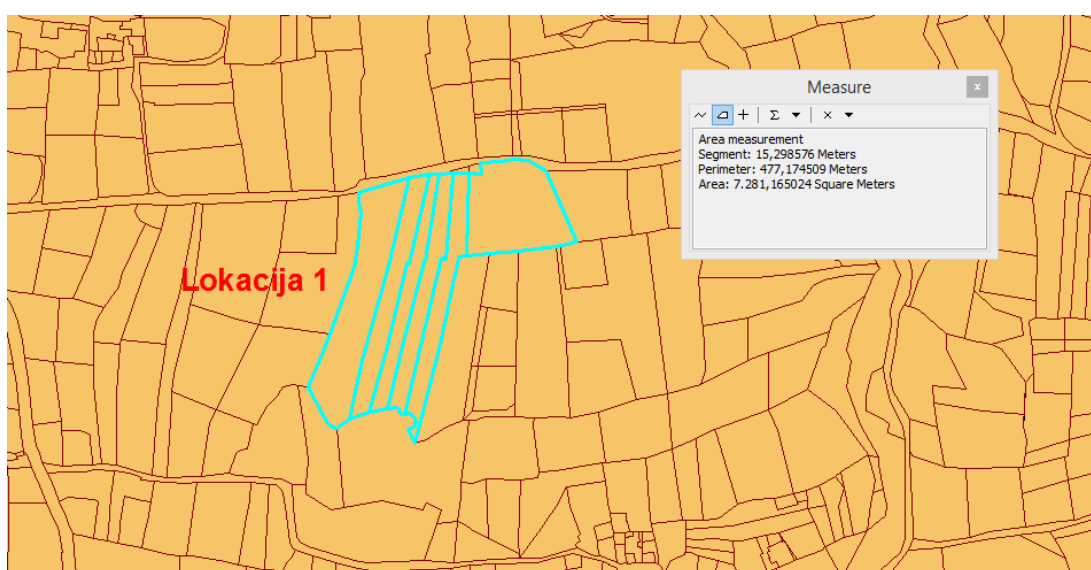 Measure
Area measurement
Segment: 15,298576 Meters
Perimeter: 477,174509 Meters
Area: 7.281,165024 Square Meters
Lokacija 1